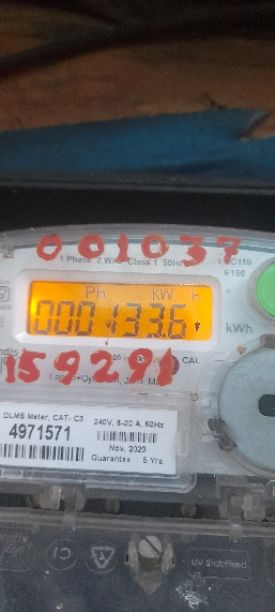 001037
1 Phase 2 Wire Class 1 50Hz
E150
Ph kW
0000133.6
kWh
CAL
159291
DLMS Meter, CAT- C3
4971571
240V, 5-30 A, 50Hz
Nov, 2020
Guarantee : 5 Yrs.
UV Stabilised